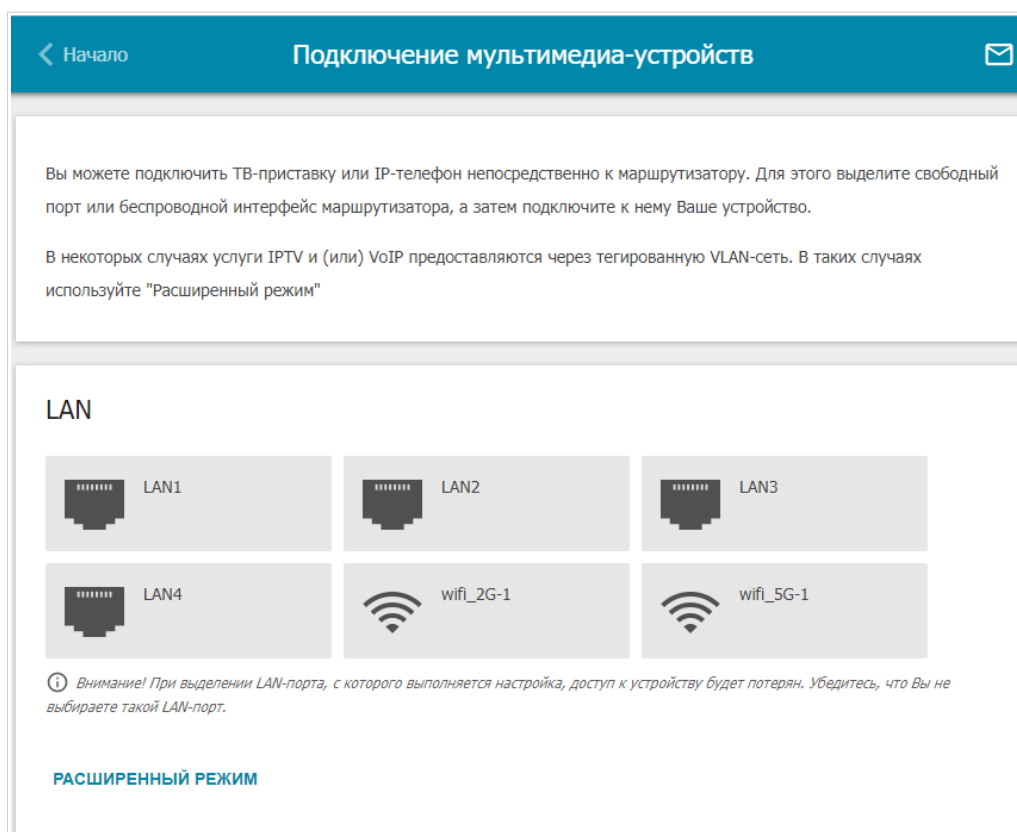 Начало
Подключение мультимедиа-устройств
Вы можете подключить ТВ-приставку или IP-телефон непосредственно к маршрутизатору. Для этого выделите свободный
порт или беспроводной интерфейс маршрутизатора, а затем подключите к нему Ваше устройство.
В некоторых случаях услуги IPTV и (или) VoIP предоставляются через тегированную VLAN-сеть. В таких случаях
используйте "Расширенный режим"
LAN
LAN1
LAN2
LAN3
LAN4
wifi_2G-1
wifi_5G-1
Внимание! При выделении LAN-порта, с которого выполняется настройка, доступ к устройству будет потерян. Убедитесь, что Вы не
выбираете такой LAN-порт.
РАСШИРЕННЫЙ РЕЖИМ